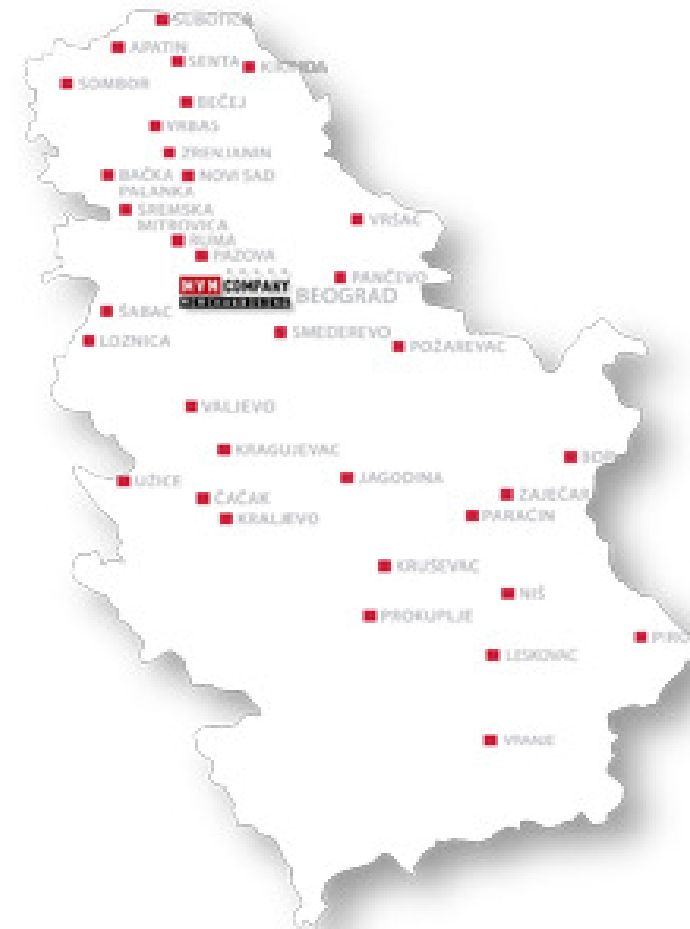 SUBOTICA
APATIN
SENTA
KIKINDA
SOMBOR
BEČEJ
VRBAS
ZRENJANIN
BAČKA
PALANKA
NOVI SAD
SREMSKA
MITROVICA
VRŠAC
RUMA
PAZOVA
PANČEVO
COMPANY
BEOGRAD
ŠABAC
SMEDEREVO
LOZNICA
POŽAREVAC
VALJEVO
KRAGUJEVAC
BOR
JAGODINA
UŽICE
ZAJEČAR
ČAČAK
PARAĆIN
KRALJEVO
KRUŠEVAC
NIŠ
PROKUPLJE
PIRO
LESKOVAC
VRANJE